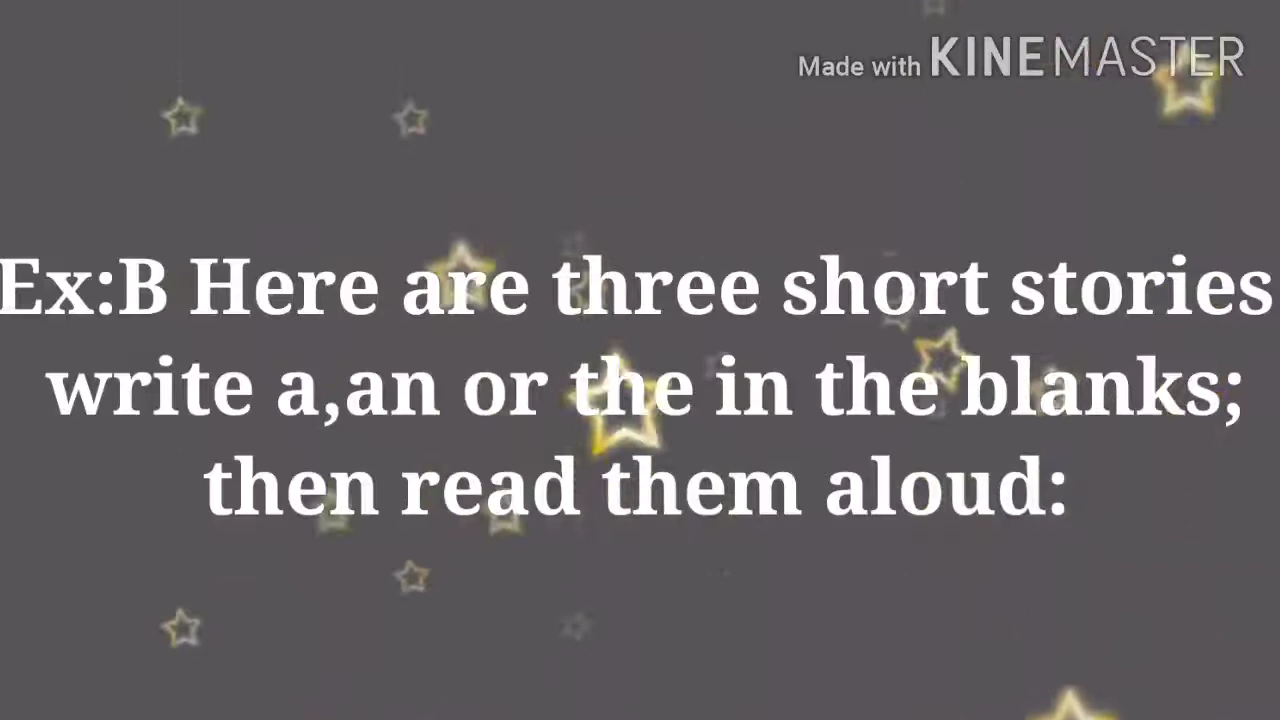 Made with KINEMASTER
Ex:B Here are three short stories
write a,an or the in the blanks;
then read them aloud: